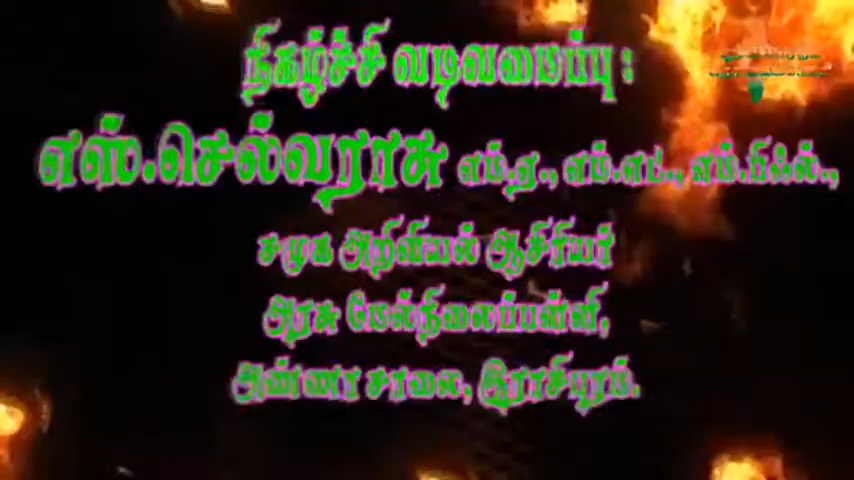 நிகழ்ச்சி வடிவமைப்பு :
எஸ்.செல்வராசு எம்.ஏ., எம்.எட்., எம்.பிஃல்.,
சமூக அறிவியல் ஆசிரியர்
அரசு மேல்நிலைப்பள்ளி,
அண்ணா சாலை, இராசிபுரம்.